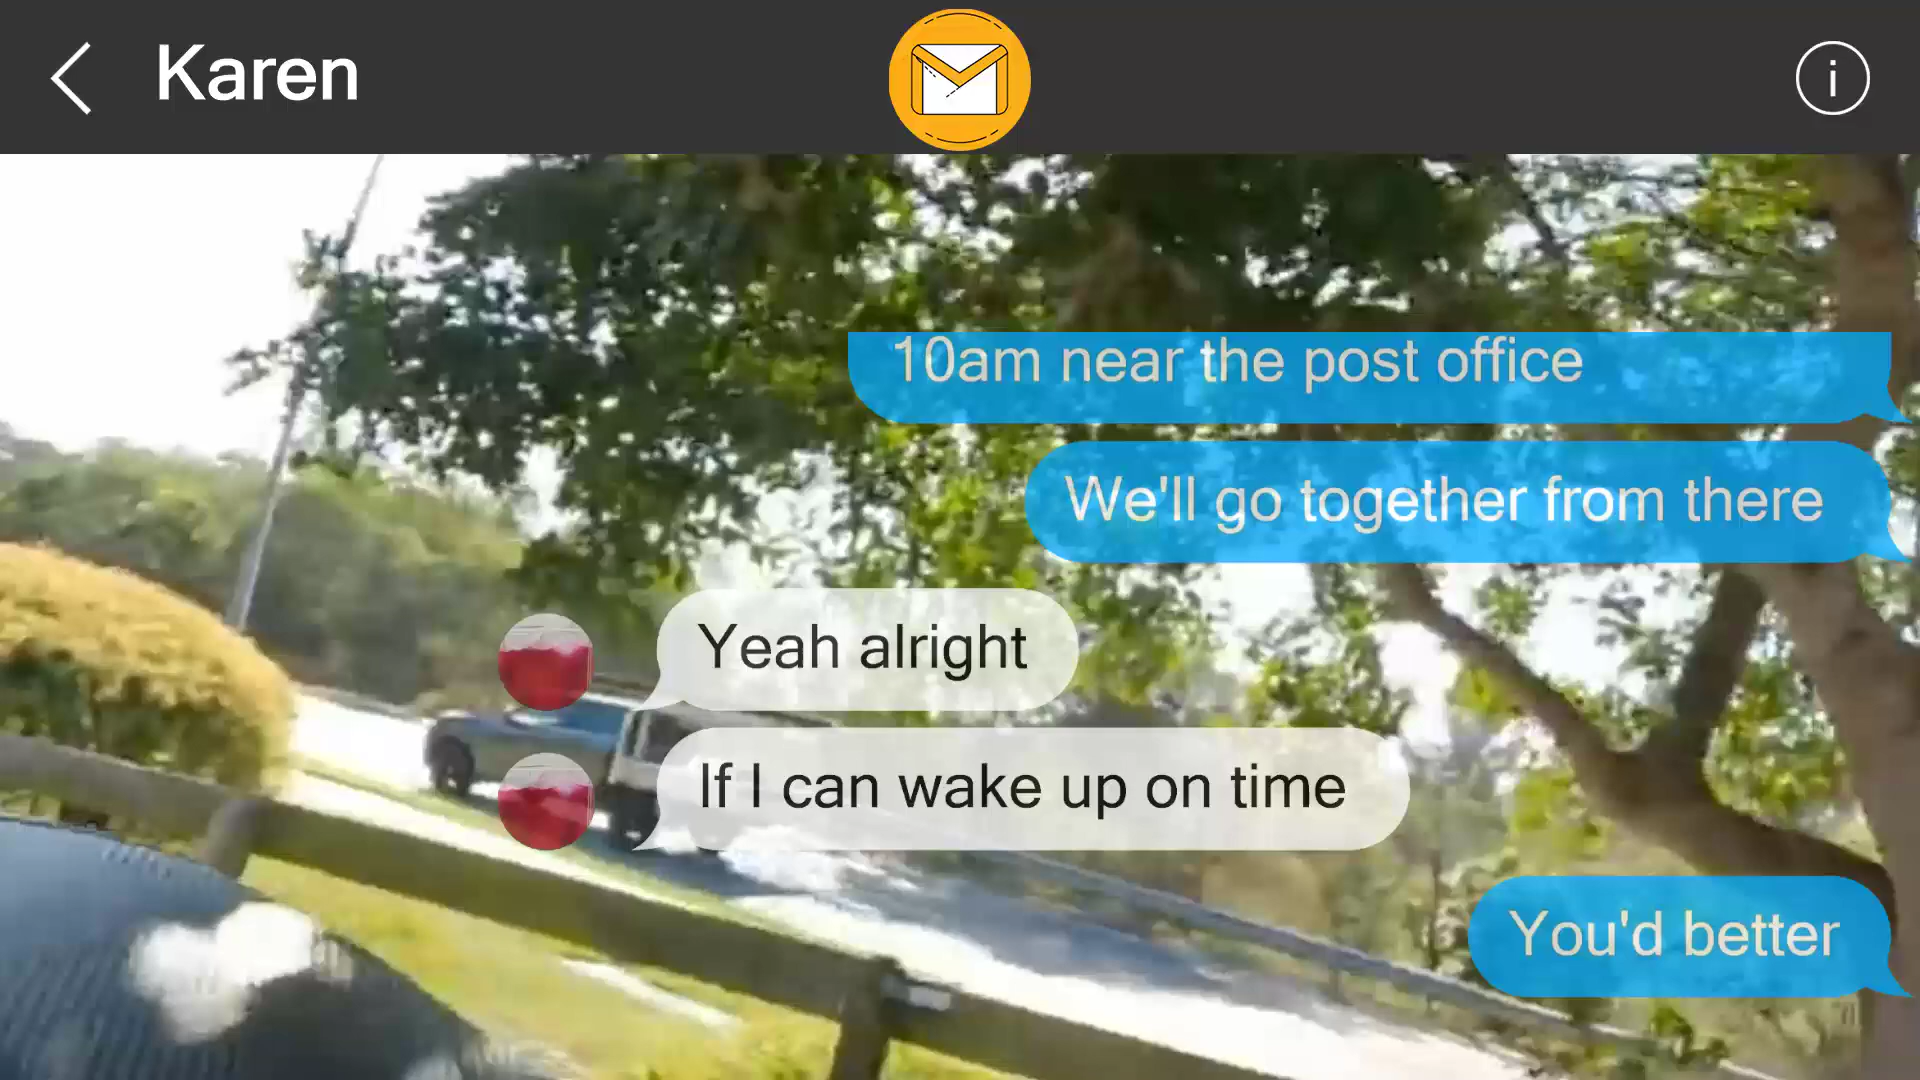 Karen
10am near the post office
We'll go together from there
Yeah alright
If I can wake up on time
You'd better